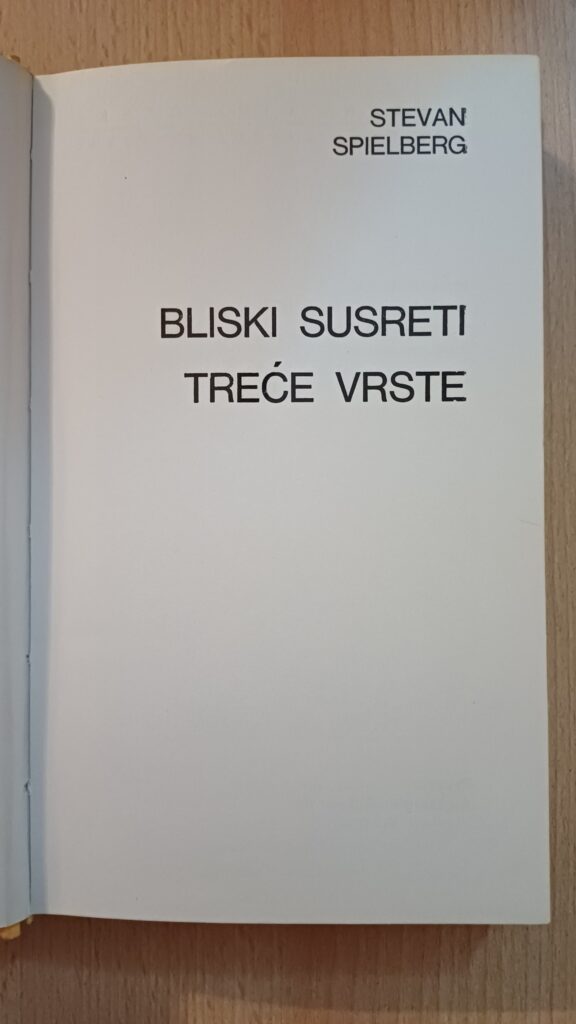 STEVAN
SPIELBERG
BLISKI SUSRETI
TREĆE VRSTE